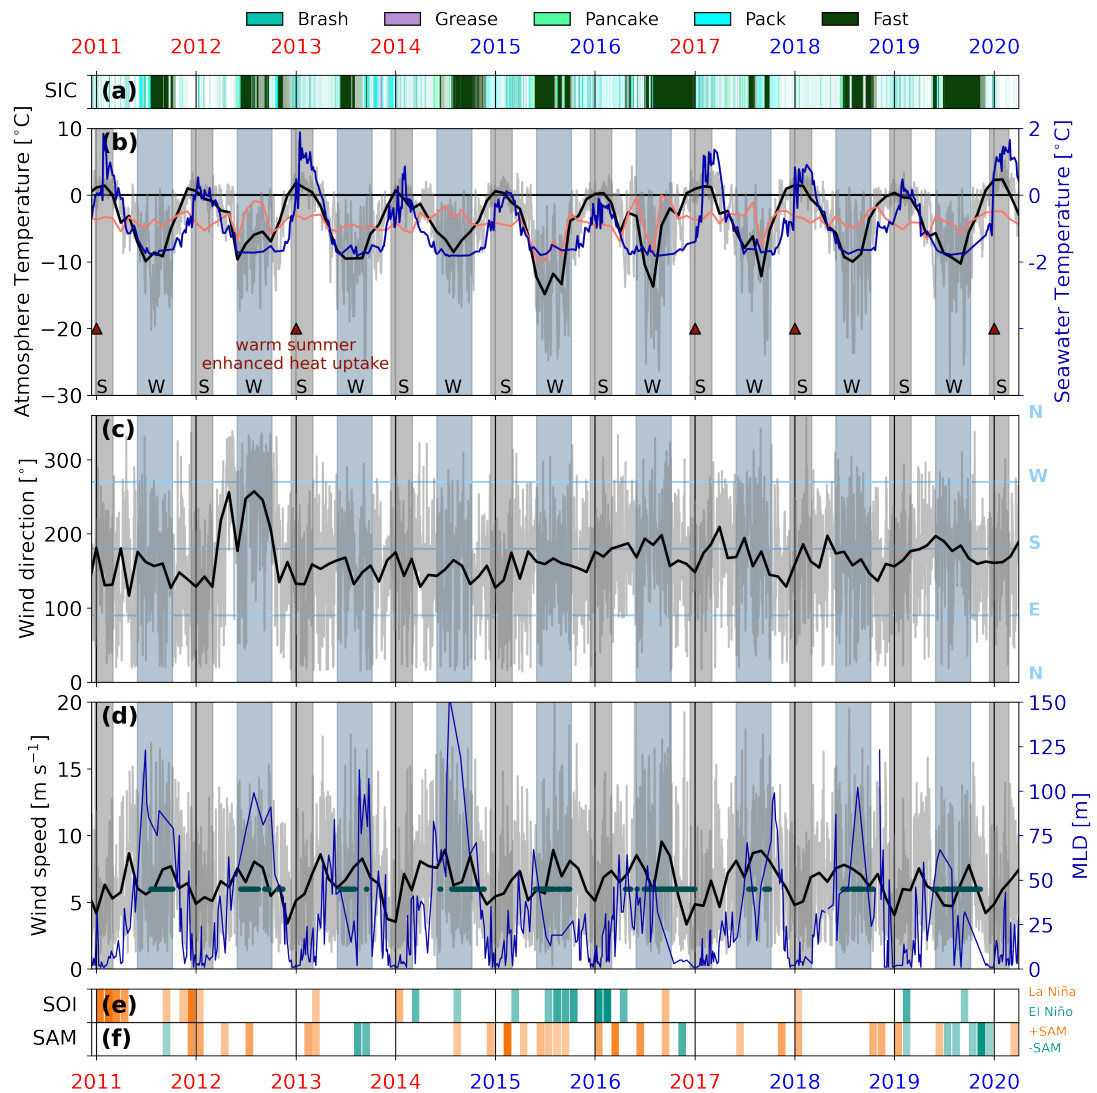 Brash Grease Pancake Pack Fast
2011 2012 2013 2014 2015 2016 2017 2018 2019 2020
SIC (a)
(b)
Atmosphere Temperature [°C]
10
0
−10
−20
−30
2
0
-2
Seawater Temperature [°C]
warm summer
enhanced heat uptake
S W S W S W S W S W S W S W S W S W S
(c)
Wind direction [°]
300
200
100
0
N
W
S
E
N
(d)
Wind speed [m s⁻¹]
20
15
10
5
0
150
125
100
75
50
25
0
MLD [m]
SOI (e)
La Niña
El Niño
SAM (f)
+SAM
-SAM
2011 2012 2013 2014 2015 2016 2017 2018 2019 2020